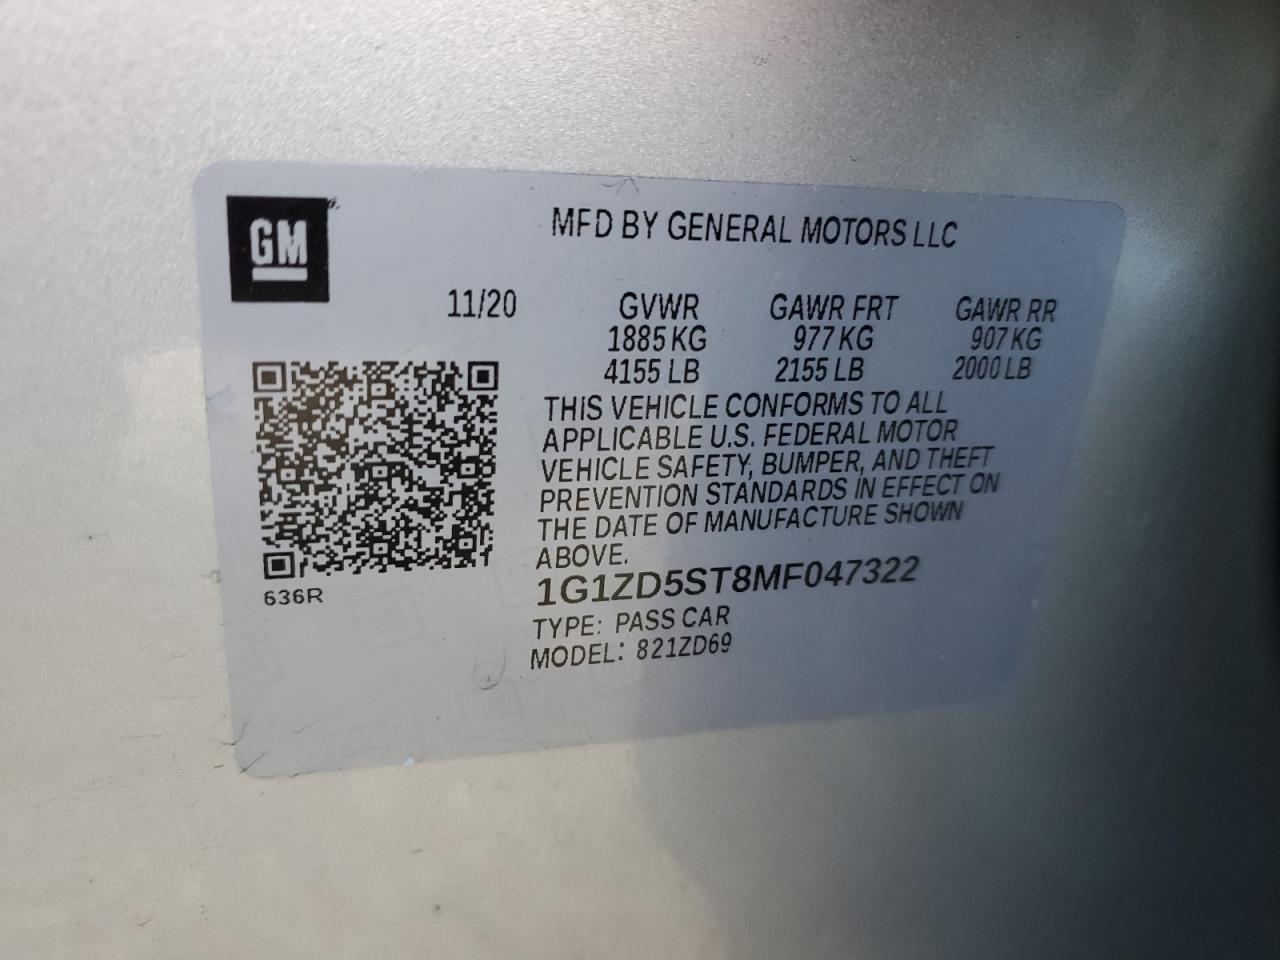 GM
MFD BY GENERAL MOTORS LLC
11/20 GVWR GAWR FRT GAWR RR
1885 KG 977 KG 907 KG
4155 LB 2155 LB 2000 LB
THIS VEHICLE CONFORMS TO ALL
APPLICABLE U.S. FEDERAL MOTOR
VEHICLE SAFETY, BUMPER, AND THEFT
PREVENTION STANDARDS IN EFFECT ON
THE DATE OF MANUFACTURE SHOWN
ABOVE.
1G1ZD5ST8MF047322
636R
TYPE: PASS CAR
MODEL: 821ZD69